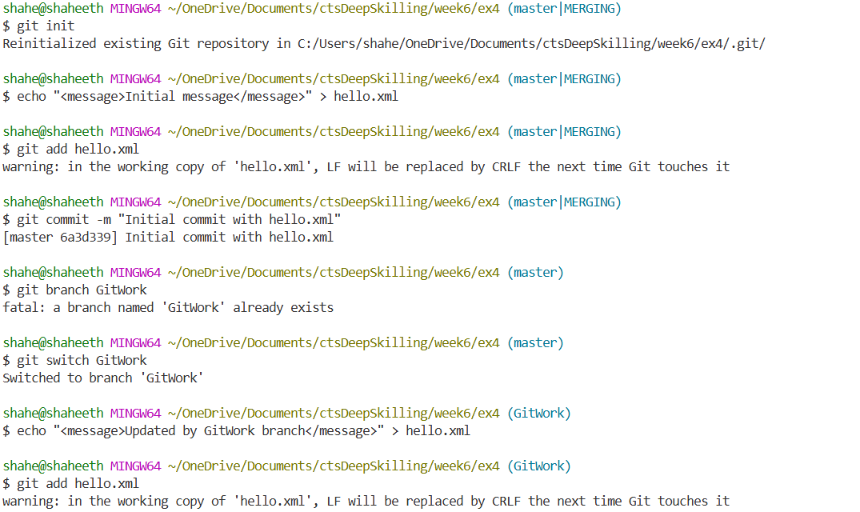 shahe@shaheeth MINGW64 ~/OneDrive/Documents/ctsDeepSkilling/week6/ex4 (master|MERGING)
$ git init
Reinitialized existing Git repository in C:/Users/shahe/OneDrive/Documents/ctsDeepSkilling/week6/ex4/.git/
shahe@shaheeth MINGW64 ~/OneDrive/Documents/ctsDeepSkilling/week6/ex4 (master|MERGING)
$ echo "<message>Initial message</message>" > hello.xml
shahe@shaheeth MINGW64 ~/OneDrive/Documents/ctsDeepSkilling/week6/ex4 (master|MERGING)
$ git add hello.xml
warning: in the working copy of 'hello.xml', LF will be replaced by CRLF the next time Git touches it
shahe@shaheeth MINGW64 ~/OneDrive/Documents/ctsDeepSkilling/week6/ex4 (master|MERGING)
$ git commit -m "Initial commit with hello.xml"
[master 6a3d339] Initial commit with hello.xml
shahe@shaheeth MINGW64 ~/OneDrive/Documents/ctsDeepSkilling/week6/ex4 (master)
$ git branch GitWork
fatal: a branch named 'GitWork' already exists
shahe@shaheeth MINGW64 ~/OneDrive/Documents/ctsDeepSkilling/week6/ex4 (master)
$ git switch GitWork
Switched to branch 'GitWork'
shahe@shaheeth MINGW64 ~/OneDrive/Documents/ctsDeepSkilling/week6/ex4 (GitWork)
$ echo "<message>Updated by GitWork branch</message>" > hello.xml
shahe@shaheeth MINGW64 ~/OneDrive/Documents/ctsDeepSkilling/week6/ex4 (GitWork)
$ git add hello.xml
warning: in the working copy of 'hello.xml', LF will be replaced by CRLF the next time Git touches it